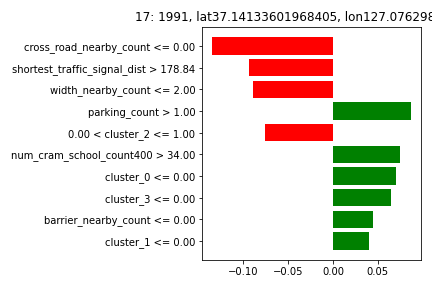 17: 1991, lat37.14133601968405, lon127.076298
cross_road_nearby_count <= 0.00
shortest_traffic_signal_dist > 178.84
width_nearby_count <= 2.00
parking_count > 1.00
0.00 < cluster_2 <= 1.00
num_cram_school_count400 > 34.00
cluster_0 <= 0.00
cluster_3 <= 0.00
barrier_nearby_count <= 0.00
cluster_1 <= 0.00
−0.10 −0.05 0.00 0.05